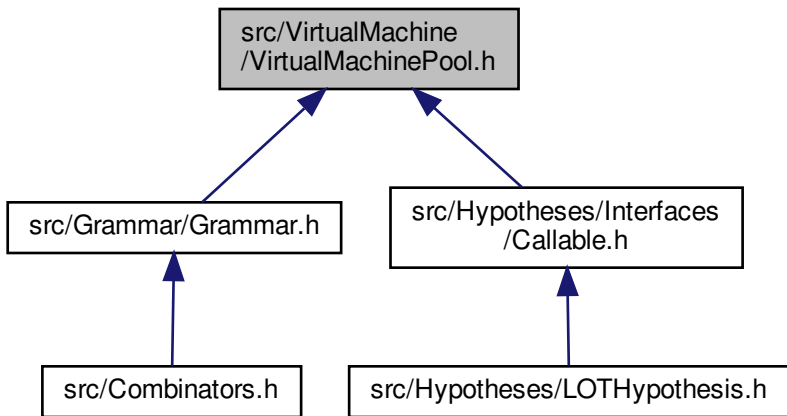 src/VirtualMachine
/VirtualMachinePool.h
src/Grammar/Grammar.h
src/Hypotheses/Interfaces
/Callable.h
src/Combinators.h
src/Hypotheses/LOTHypothesis.h